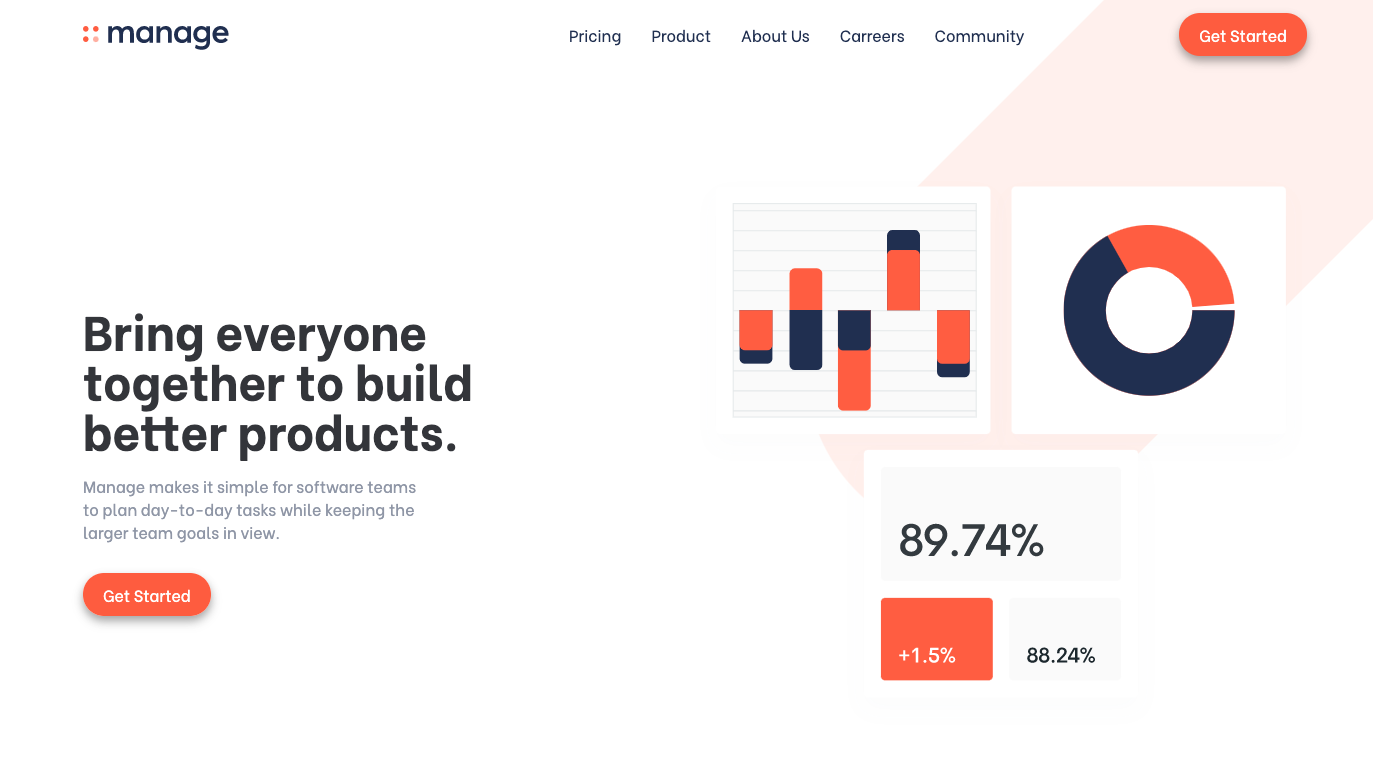 manage
Pricing Product About Us Carreers Community
Get Started
Bring everyone
together to build
better products.
Manage makes it simple for software teams
to plan day-to-day tasks while keeping the
larger team goals in view.
Get Started
89.74%
+1.5%
88.24%